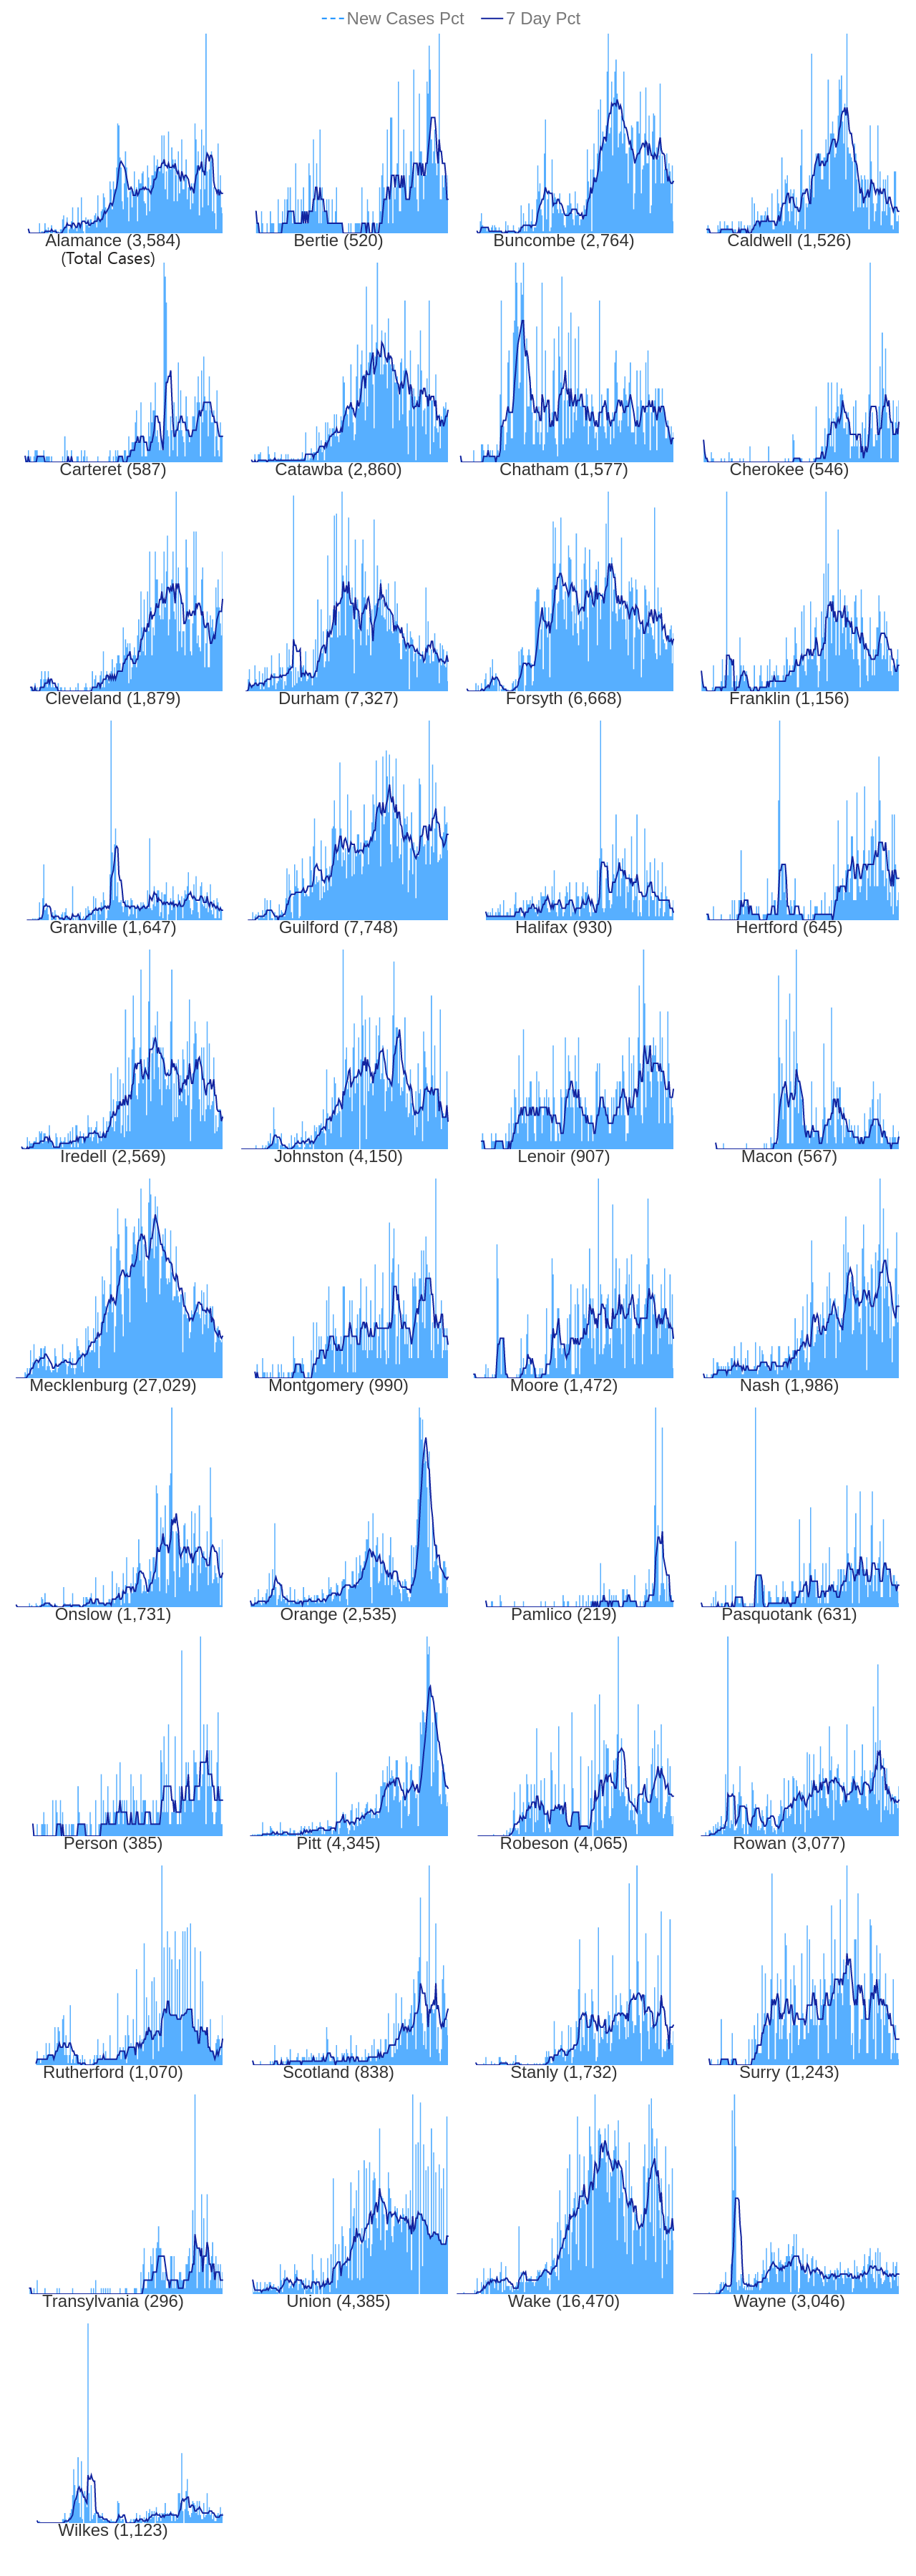 New Cases Pct 7 Day Pct
Alamance (3,584) Bertie (520) Buncombe (2,764) Caldwell (1,526)
(Total Cases)
Carteret (587) Catawba (2,860) Chatham (1,577) Cherokee (546)
Cleveland (1,879) Durham (7,327) Forsyth (6,668) Franklin (1,156)
Granville (1,647) Guilford (7,748) Halifax (930) Hertford (645)
Iredell (2,569) Johnston (4,150) Lenoir (907) Macon (567)
Mecklenburg (27,029) Montgomery (990) Moore (1,472) Nash (1,986)
Onslow (1,731) Orange (2,535) Pamlico (219) Pasquotank (631)
Person (385) Pitt (4,345) Robeson (4,065) Rowan (3,077)
Rutherford (1,070) Scotland (838) Stanly (1,732) Surry (1,243)
Transylvania (296) Union (4,385) Wake (16,470) Wayne (3,046)
Wilkes (1,123)